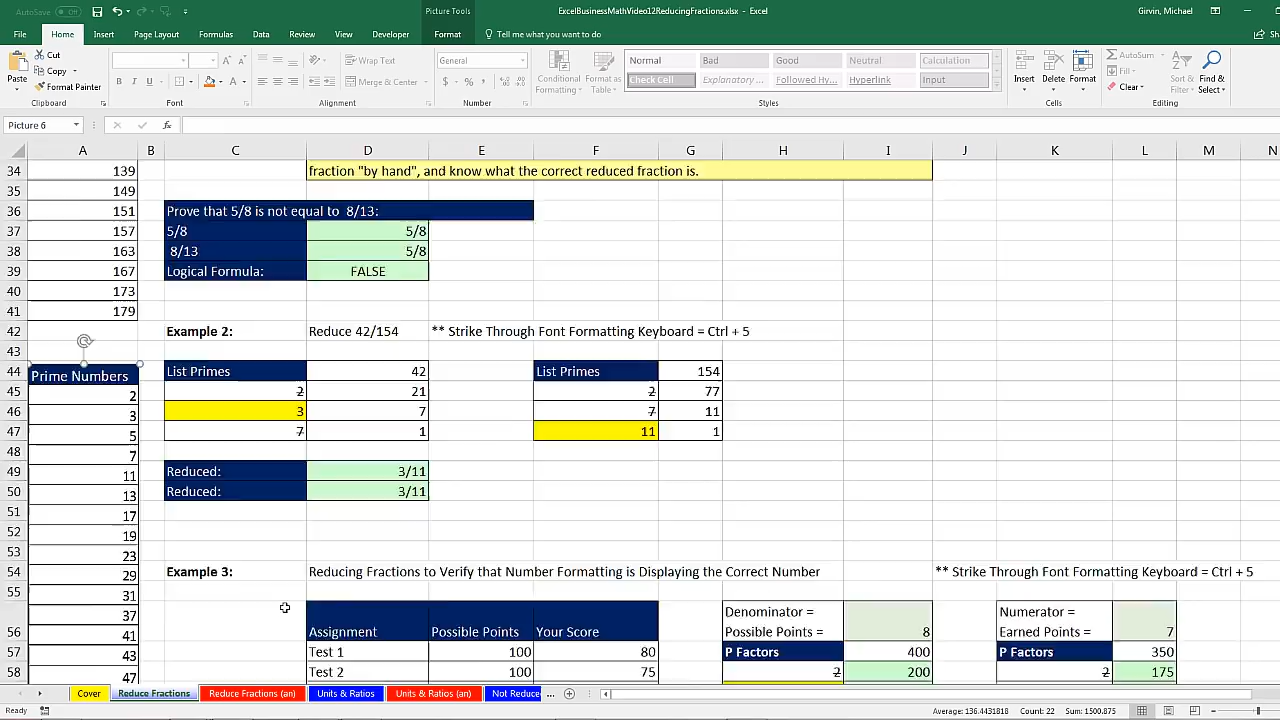 AutoSave Off Picture Tools ExcelBusinessMathVideo12ReducingFractions.xlsx - Excel Girvin, Michael
File Home Insert Page Layout Formulas Data Review View Developer Format Tell me what you want to do
Cut Copy Format Painter Paste Clipboard
B I U Font
Wrap Text Merge & Center Alignment
General $ % Number
Conditional Formatting Format as Table
Normal Bad Good Neutral Calculation
Check Cell Explanatory ... Followed Hy... Hyperlink Input
Styles
Insert Delete Format Cells
AutoSum Fill Clear Sort & Filter Find & Select Editing
Picture 6 fx
A B C D E F G H I J K L M N
34 139 fraction "by hand", and know what the correct reduced fraction is.
35 149
36 151 Prove that 5/8 is not equal to 8/13:
37 157 5/8 5/8
38 163 8/13 5/8
39 167 Logical Formula: FALSE
40 173
41 179
42 Example 2: Reduce 42/154 ** Strike Through Font Formatting Keyboard = Ctrl + 5
43
44 Prime Numbers List Primes 42 List Primes 154
45 2 2 21 2 77
46 3 3 7 7 11
47 5 7 1 11 1
48 7
49 11 Reduced: 3/11
50 13 Reduced: 3/11
51 17
52 19
53 23
54 29 Example 3: Reducing Fractions to Verify that Number Formatting is Displaying the Correct Number ** Strike Through Font Formatting Keyboard = Ctrl + 5
55 31
37 Denominator = Numerator =
56 41 Assignment Possible Points Your Score Possible Points = 8 Earned Points = 7
57 43 Test 1 100 80 P Factors 400 P Factors 350
58 47 Test 2 100 75 2 200 2 175
Cover Reduce Fractions Reduce Fractions (an) Units & Ratios Units & Ratios (an) Not Reduce ...
Ready Average: 136.4431818 Count: 22 Sum: 1500.875